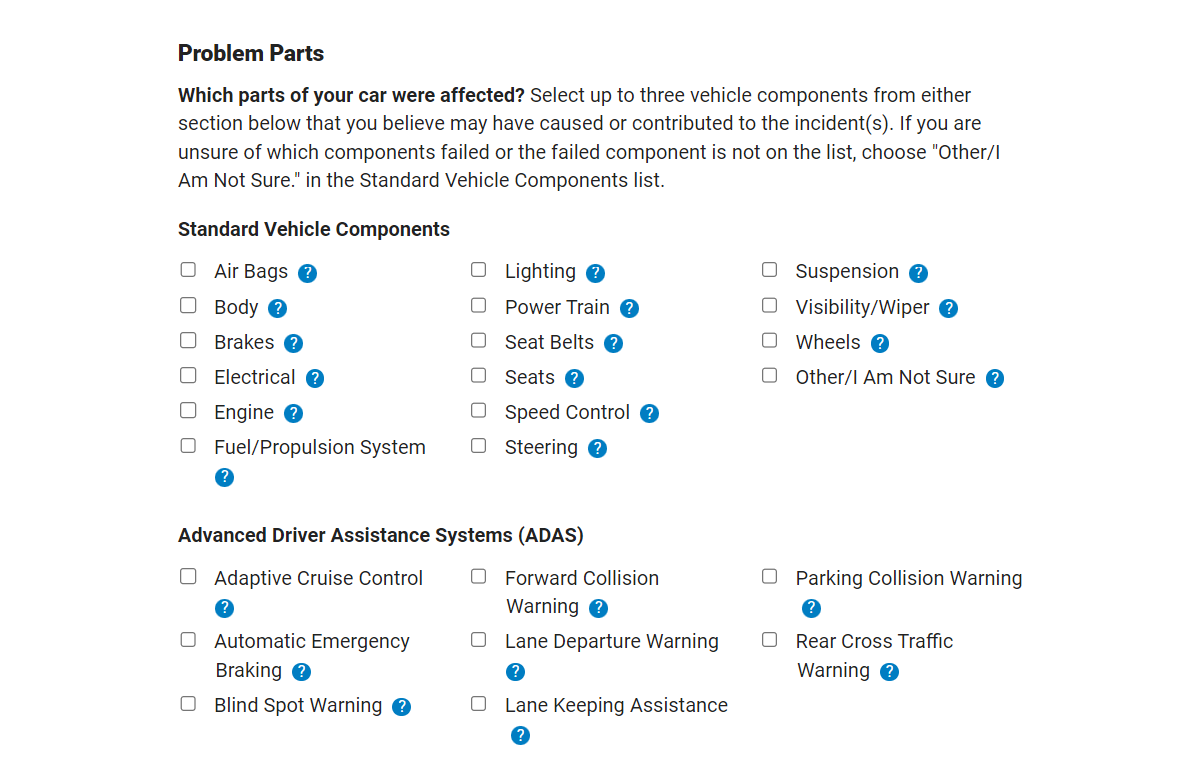 Problem Parts
Which parts of your car were affected? Select up to three vehicle components from either
section below that you believe may have caused or contributed to the incident(s). If you are
unsure of which components failed or the failed component is not on the list, choose "Other/I
Am Not Sure." in the Standard Vehicle Components list.
Standard Vehicle Components
Air Bags ?
Body ?
Brakes ?
Electrical ?
Engine ?
Fuel/Propulsion System
?
Lighting ?
Power Train ?
Seat Belts ?
Seats ?
Speed Control ?
Steering ?
Suspension ?
Visibility/Wiper ?
Wheels ?
Other/I Am Not Sure ?
Advanced Driver Assistance Systems (ADAS)
Adaptive Cruise Control
?
Automatic Emergency
Braking ?
Blind Spot Warning ?
Forward Collision
Warning ?
Lane Departure Warning
?
Lane Keeping Assistance
?
Parking Collision Warning
?
Rear Cross Traffic
Warning ?